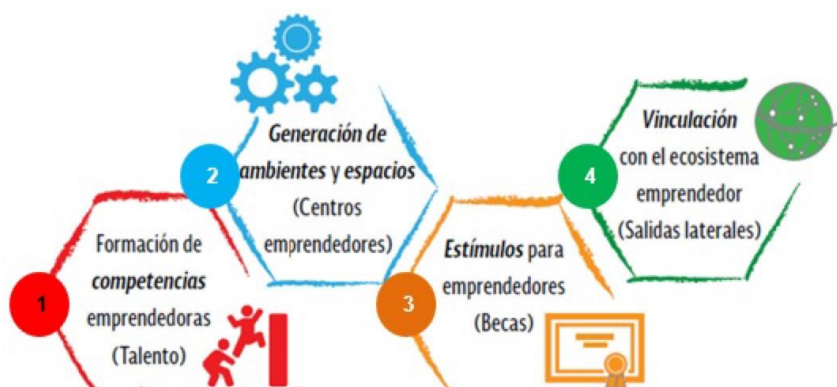 1
Formación de
competencias
emprendedoras
(Talento)
2
Generación de
ambientes y espacios
(Centros
emprendedores)
3
Estímulos para
emprendedores
(Becas)
4
Vinculación
con el ecosistema
emprendedor
(Salidas laterales)